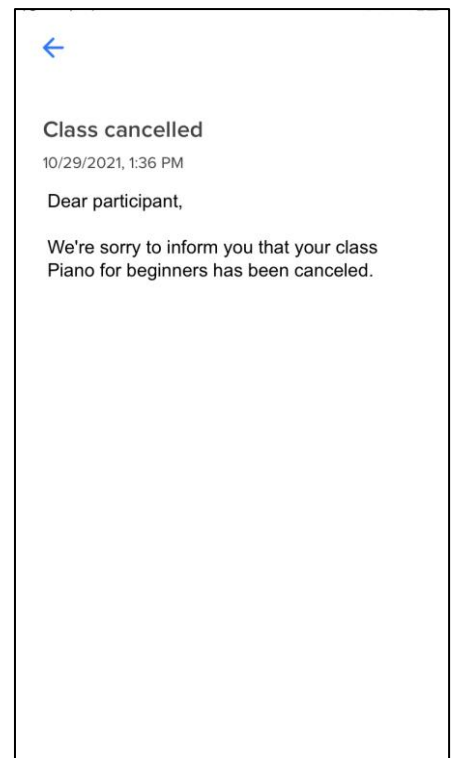 Class cancelled
10/29/2021, 1:36 PM
Dear participant,
We're sorry to inform you that your class
Piano for beginners has been canceled.